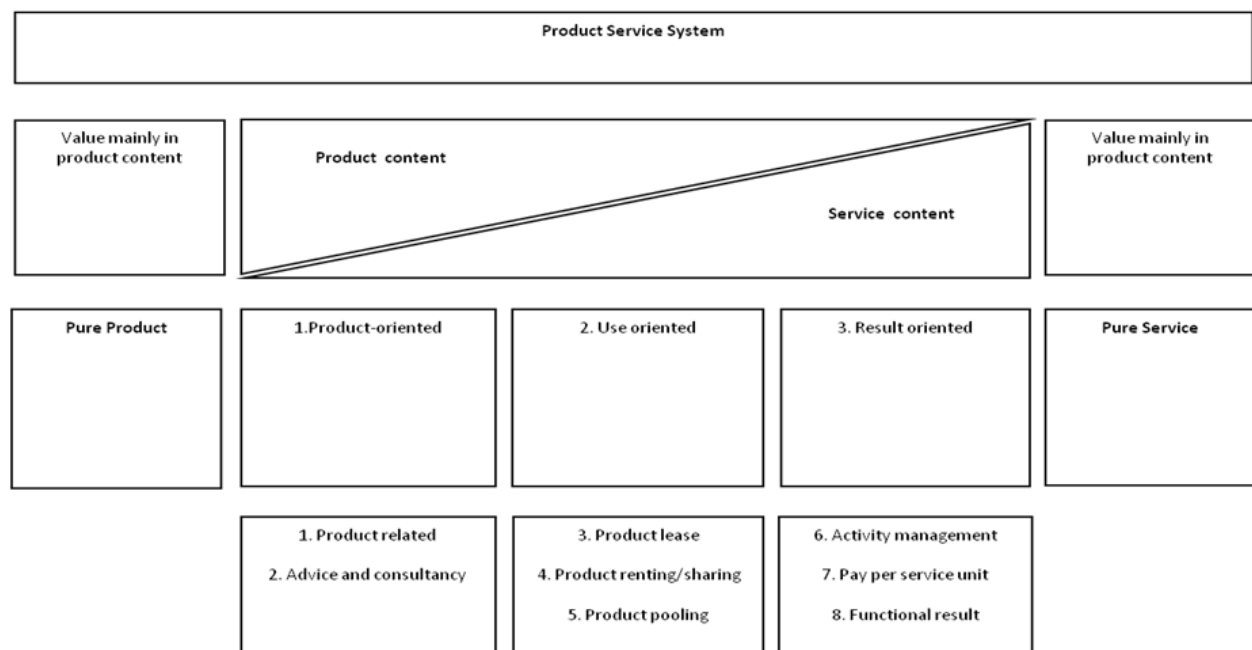 Product Service System
Value mainly in
product content
Product content
Service content
Value mainly in
product content
Pure Product
1.Product-oriented
2. Use oriented
3. Result oriented
Pure Service
1. Product related
2. Advice and consultancy
3. Product lease
4. Product renting/sharing
5. Product pooling
6. Activity management
7. Pay per service unit
8. Functional result